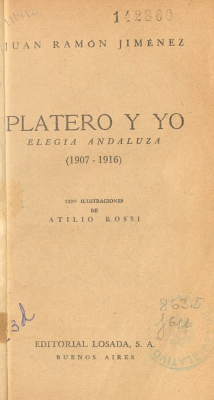 142860
JUAN RAMÓN JIMÉNEZ
PLATERO Y YO
ELEGIA ANDALUZA
(1907-1916)
CON ILUSTRACIONES
DE
ATILIO ROSSI
EDITORIAL LOSADA, S. A.
BUENOS AIRES